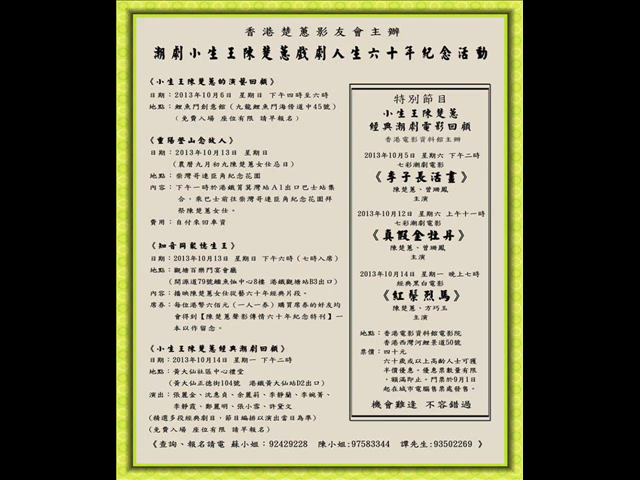 香港楚蕙影友會主辦
潮劇小生王陳楚蕙戲劇人生六十年紀念活動
《小生王陳楚蕙的演藝回顧》
日期：2013年10月6日 星期日 下午四時至六時
地點：鯉魚門創意館（九龍鯉魚門海傍道中45號）
（免費入場 座位有限 請早報名）
《重陽登山念故人》
日期：2013年10月13日 星期日
（農曆九月初九陳楚蕙女仕忌日）
地點：柴灣哥連臣角紀念花園
內容：下午一時於港鐵筲箕灣站A1出口巴士站集
合，乘巴士前往柴灣哥連臣角紀念花園拜
祭陳楚蕙女仕。
費用：自付來回車資
《知音同聚憶生王》
日期：2013年10月13日 星期日 下午六時（七時入席）
地點：觀塘百樂門宴會廳
（開源道79號鱷魚恤中心8樓 港鐵觀塘站B3出口）
內容：播映陳楚蕙女仕從藝六十年經典片段。
席券：每位港幣六佰元（一人一券）購買席券的好友均
會得到【陳楚蕙聲影傳情六十年紀念特刊】一
本以作留念。
《小生王陳楚蕙經典潮劇回顧》
日期：2013年10月14日 星期一 下午二時
地點：黃大仙社區中心禮堂
（黃大仙正德街104號 港鐵黃大仙站D2出口）
演出：張麗金、沈惠貞、余麗莉、李靜蘭、李婉菁、
李靜霞、鄭麗明、張小雪、許黛文
（精選多段經典劇目，節目編排以演出當日為準）
（免費入場 座位有限 請早報名）
特別節目
小生王陳楚蕙
經典潮劇電影回顧
香港電影資料館主辦
2013年10月5日 星期六 下午二時
七彩潮劇電影
《李子長活畫》
陳楚蕙、曾珊鳳
主演
2013年10月12日 星期六 上午十一時
七彩潮劇電影
《真假金牡丹》
陳楚蕙、曾珊鳳
主演
2013年10月14日 星期一 晚上七時
經典黑白電影
《紅鬃烈馬》
陳楚蕙、方巧玉
主演
地點：香港電影資料館電影院
香港西灣河鯉景道50號
票價：四十元
六十歲或以上高齡人士可獲
半價優惠。優惠票數量有限
，額滿即止。門票於9月1日
起在城市電腦售票處發售。
機會難逢 不容錯過
《查詢、報名請電 蘇小姐：92429228 陳小姐:97583344 譚先生:93502269 》